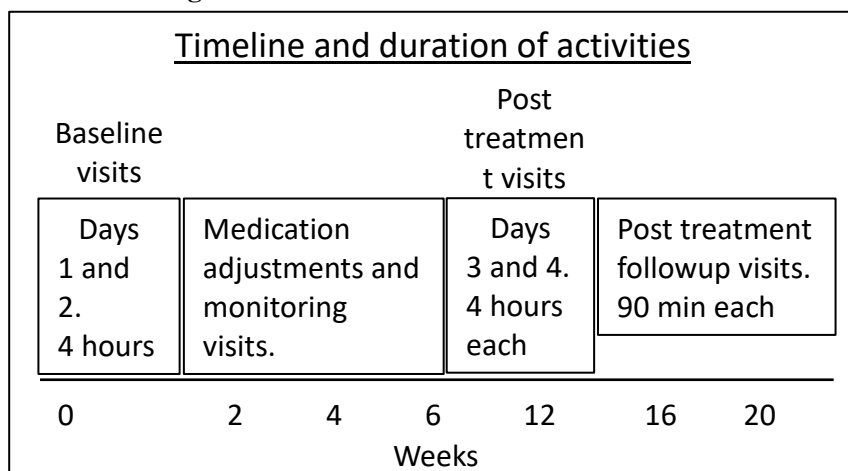 Timeline and duration of activities
Baseline
visits
Post
treatmen
t visits
Days
1 and
2.
4 hours
Medication
adjustments and
monitoring
visits.
Days
3 and 4.
4 hours
each
Post treatment
followup visits.
90 min each
0 2 4 6 12 16 20
Weeks